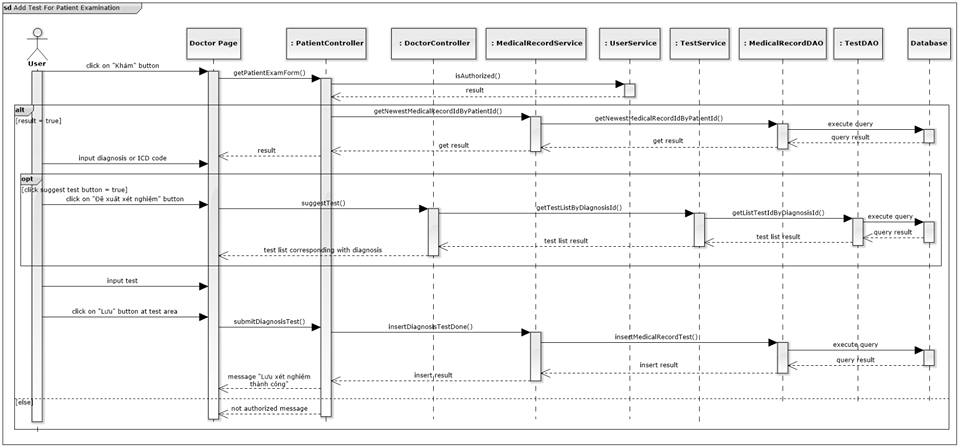 sd Add Test For Patient Examination
User
Doctor Page
: PatientController
: DoctorController
: MedicalRecordService
: UserService
: TestService
: MedicalRecordDAO
: TestDAO
Database
click on "Khám" button
getPatientExamForm()
isAuthorized()
result
alt
[result = true]
getNewestMedicalRecordIdByPatientId()
getNewestMedicalRecordIdByPatientId()
execute query
query result
get result
get result
result
input diagnosis or ICD code
opt
[click suggest test button = true]
click on "Đề xuất xét nghiệm" button
suggestTest()
getTestListByDiagnosisId()
getListTestIdByDiagnosisId()
execute query
query result
test list result
test list result
test list corresponding with diagnosis
input test
click on "Lưu" button at test area
submitDiagnosisTest()
insertDiagnosisTestDone()
insertMedicalRecordTest()
execute query
query result
insert result
insert result
message "Lưu xét nghiệm
thành công"
[else]
not authorized message